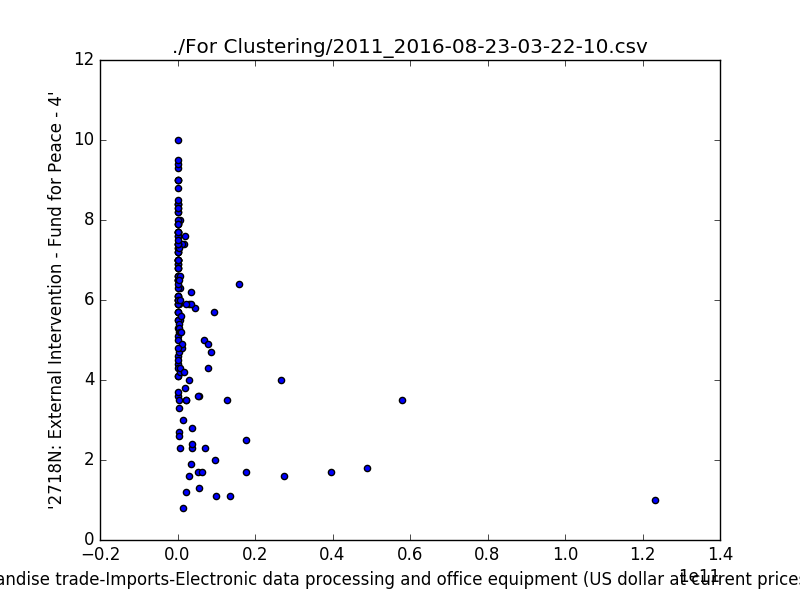 ./For Clustering/2011_2016-08-23-03-22-10.csv
12
10
8
6
4
2
0
'2718N: External Intervention - Fund for Peace - 4'
−0.2 0.0 0.2 0.4 0.6 0.8 1.0 1.2 1.4
1e11
andise trade-Imports-Electronic data processing and office equipment (US dollar at current prices